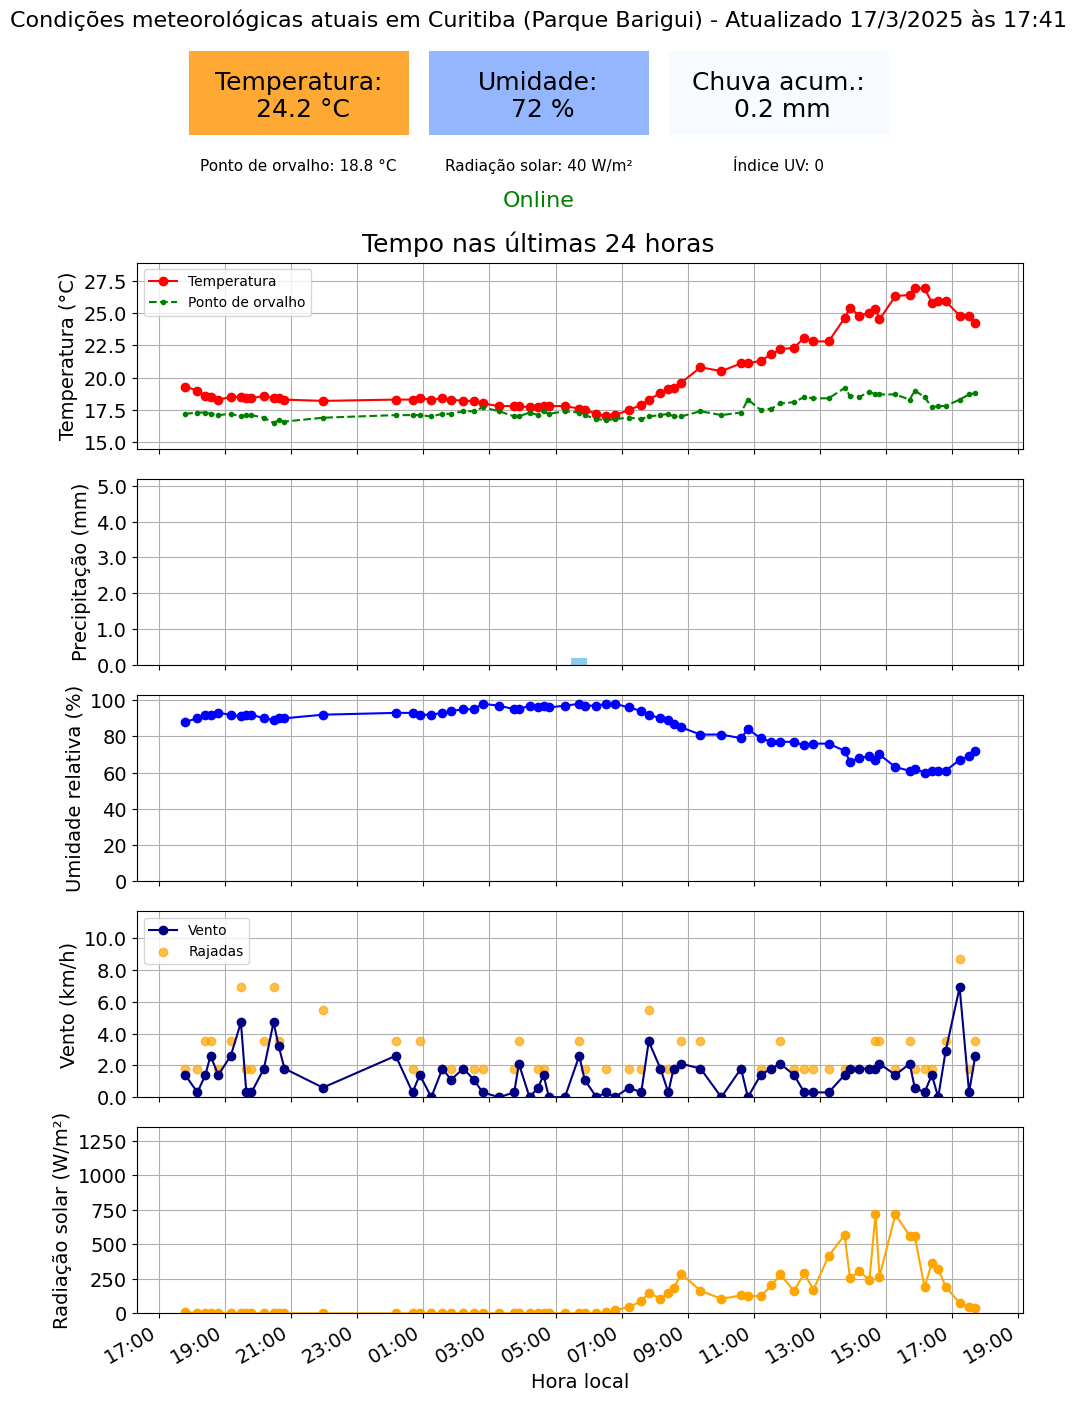 Condições meteorológicas atuais em Curitiba (Parque Barigui) - Atualizado 17/3/2025 às 17:41
Temperatura:
24.2 °C
Umidade:
72 %
Chuva acum.:
0.2 mm
Ponto de orvalho: 18.8 °C
Radiação solar: 40 W/m²
Índice UV: 0
Online
Tempo nas últimas 24 horas
Temperatura (°C)
27.5
25.0
22.5
20.0
17.5
15.0
Temperatura
Ponto de orvalho
Precipitação (mm)
5.0
4.0
3.0
2.0
1.0
0.0
Umidade relativa (%)
100
80
60
40
20
0
Vento (km/h)
10.0
8.0
6.0
4.0
2.0
0.0
Vento
Rajadas
Radiação solar (W/m²)
1250
1000
750
500
250
0
17:00
19:00
21:00
23:00
01:00
03:00
05:00
07:00
09:00
11:00
13:00
15:00
17:00
19:00
Hora local